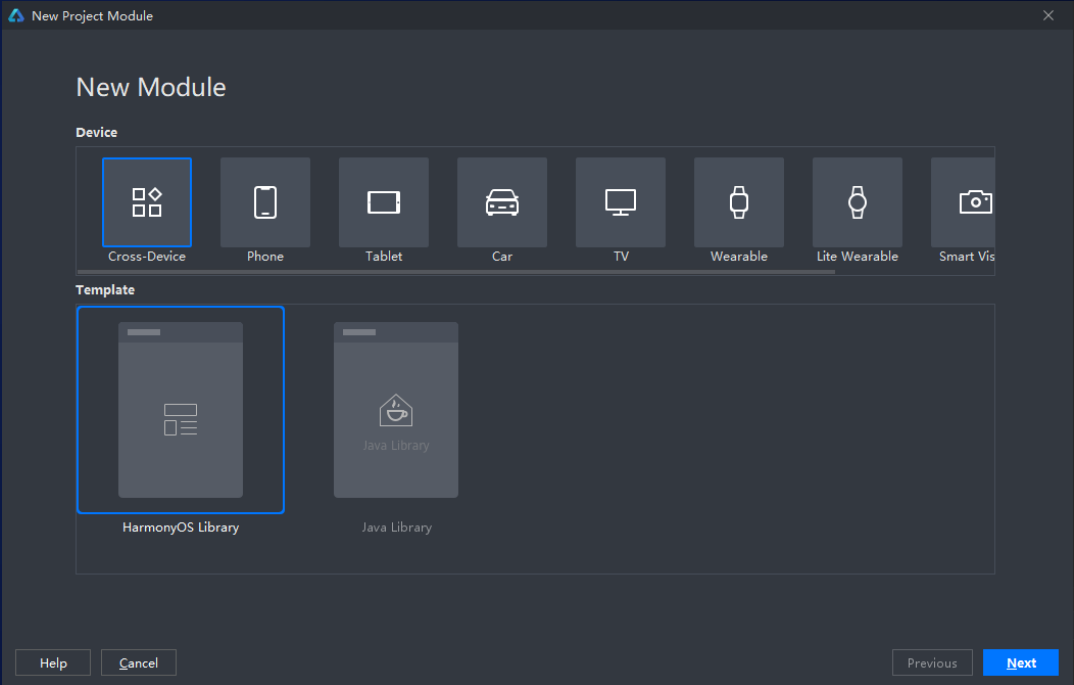 New Project Module
New Module
Device
Cross-Device Phone Tablet Car TV Wearable Lite Wearable Smart Vis
Template
Java Library
HarmonyOS Library Java Library
Help Cancel Previous Next